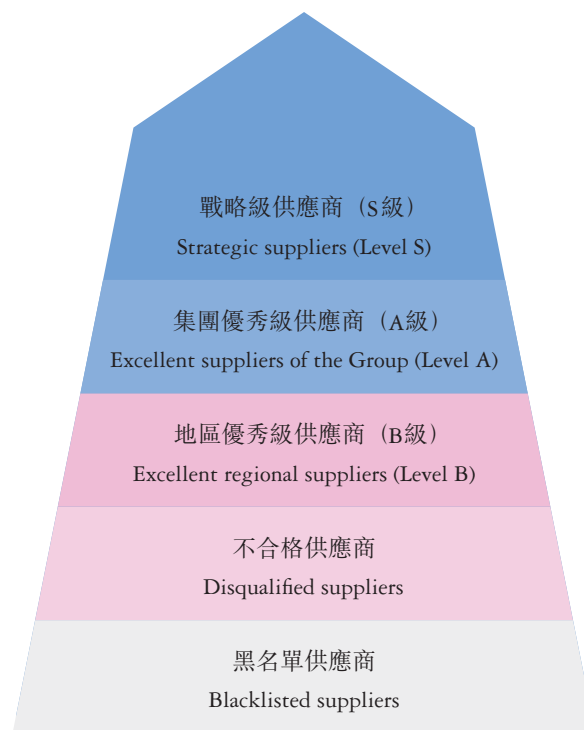 戰略級供應商（S級）
Strategic suppliers (Level S)
集團優秀級供應商（A級）
Excellent suppliers of the Group (Level A)
地區優秀級供應商（B級）
Excellent regional suppliers (Level B)
不合格供應商
Disqualified suppliers
黑名單供應商
Blacklisted suppliers